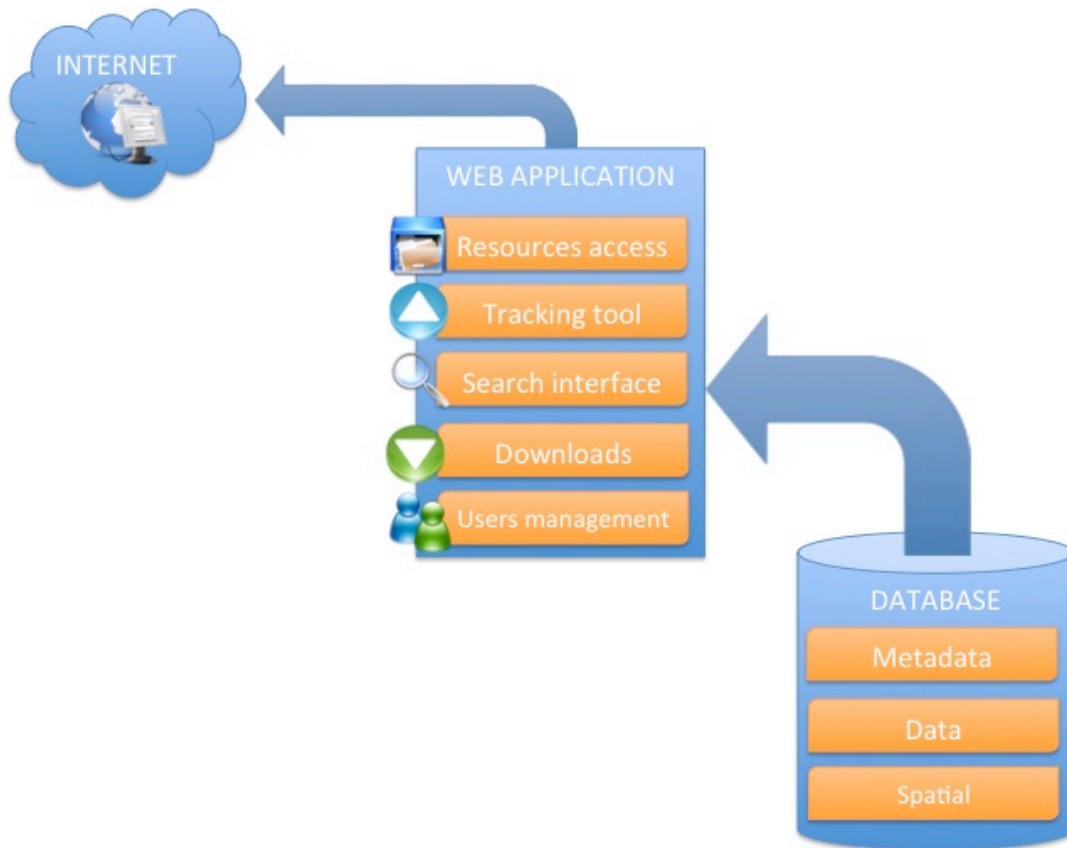 INTERNET
WEB APPLICATION
Resources access
Tracking tool
Search interface
Downloads
Users management
DATABASE
Metadata
Data
Spatial